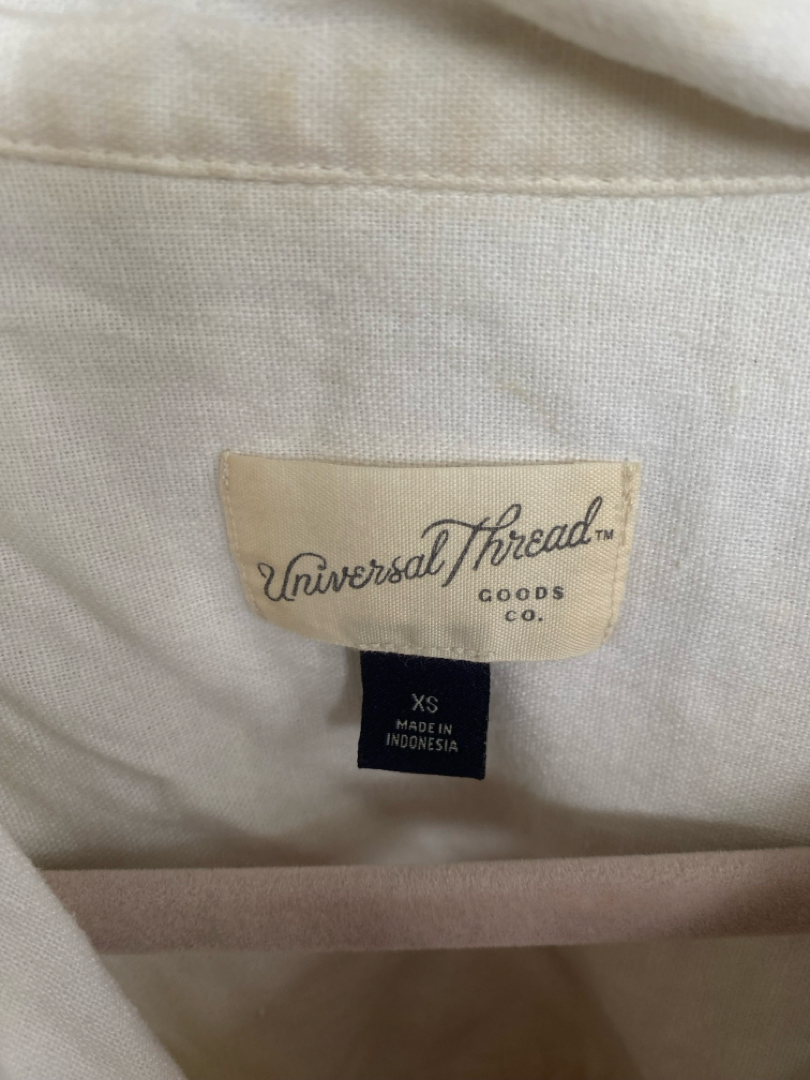 Universal Thread™
GOODS
CO.
XS
MADE IN
INDONESIA